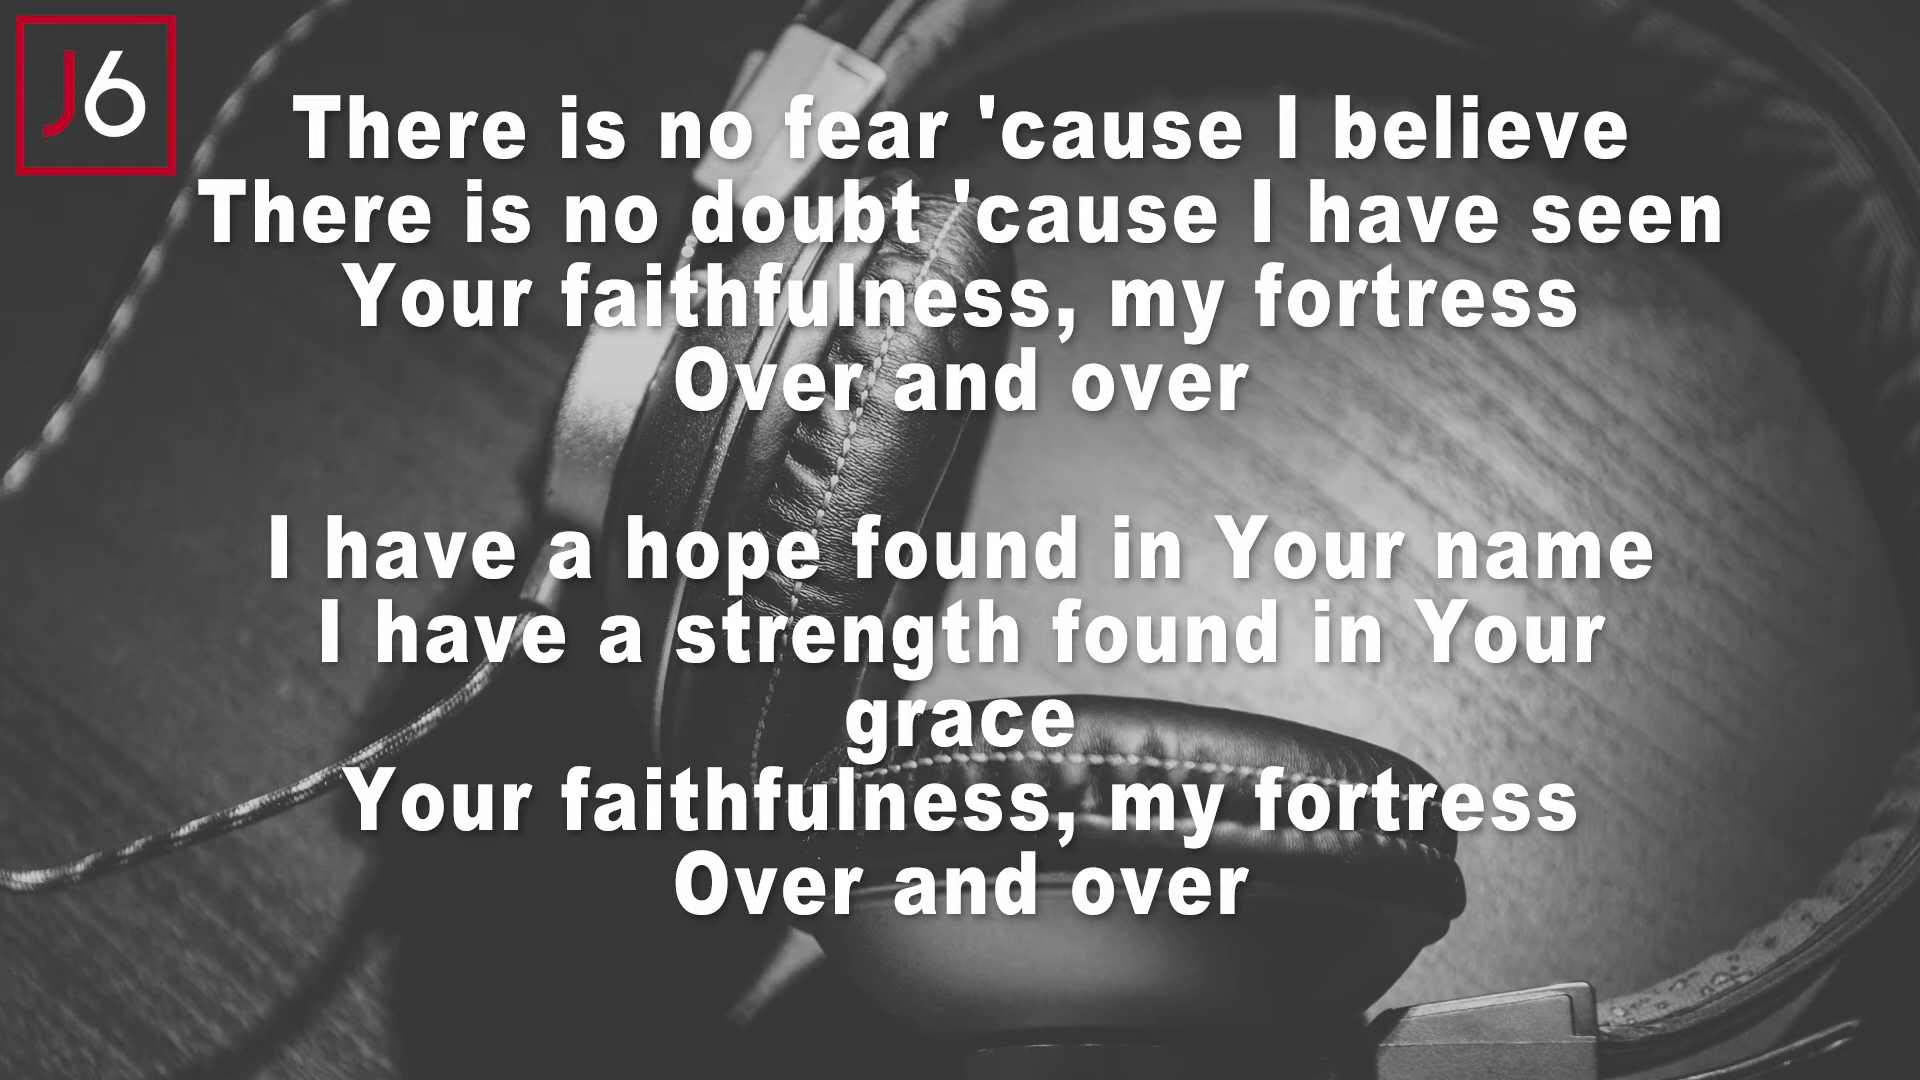 J6
There is no fear 'cause I believe
There is no doubt 'cause I have seen
Your faithfulness, my fortress
Over and over
I have a hope found in Your name
I have a strength found in Your
grace
Your faithfulness, my fortress
Over and over